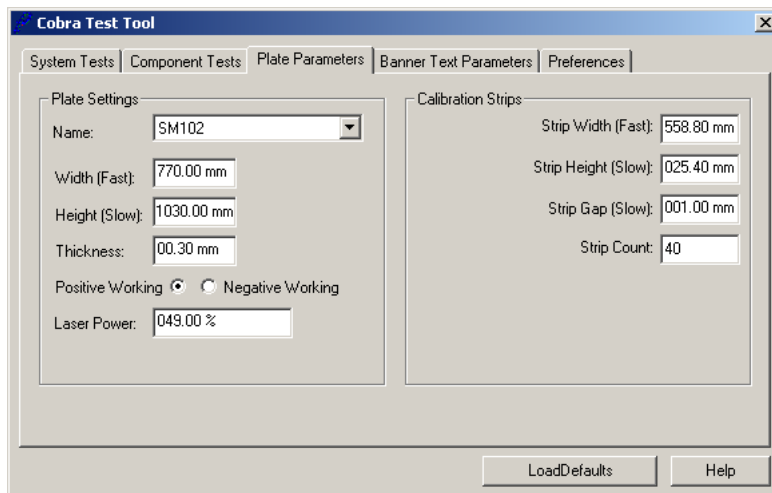 Cobra Test Tool
System Tests
Component Tests
Plate Parameters
Banner Text Parameters
Preferences
Plate Settings
Name:
SM102
Width (Fast):
770.00 mm
Height (Slow):
1030.00 mm
Thickness:
00.30 mm
Positive Working
Negative Working
Laser Power:
049.00 %
Calibration Strips
Strip Width (Fast):
558.80 mm
Strip Height (Slow):
025.40 mm
Strip Gap (Slow):
001.00 mm
Strip Count:
40
LoadDefaults
Help